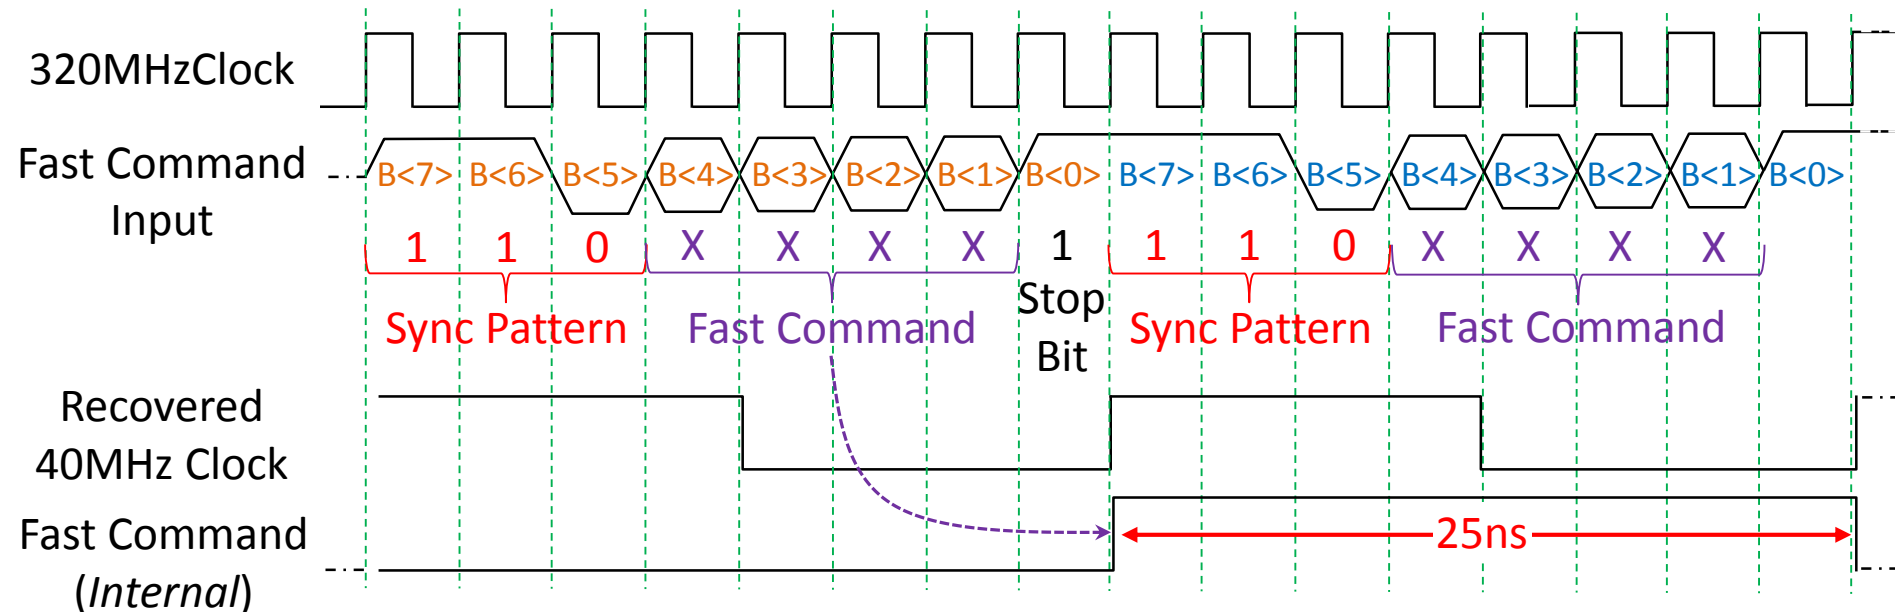 320MHzClock
Fast Command
Input
B<7> B<6> B<5> B<4> B<3> B<2> B<1> B<0> B<7> B<6> B<5> B<4> B<3> B<2> B<1> B<0>
1 1 0 X X X X 1 1 1 0 X X X X
Sync Pattern Fast Command Stop Sync Pattern Fast Command
Bit
Recovered
40MHz Clock
Fast Command
(Internal)
25ns